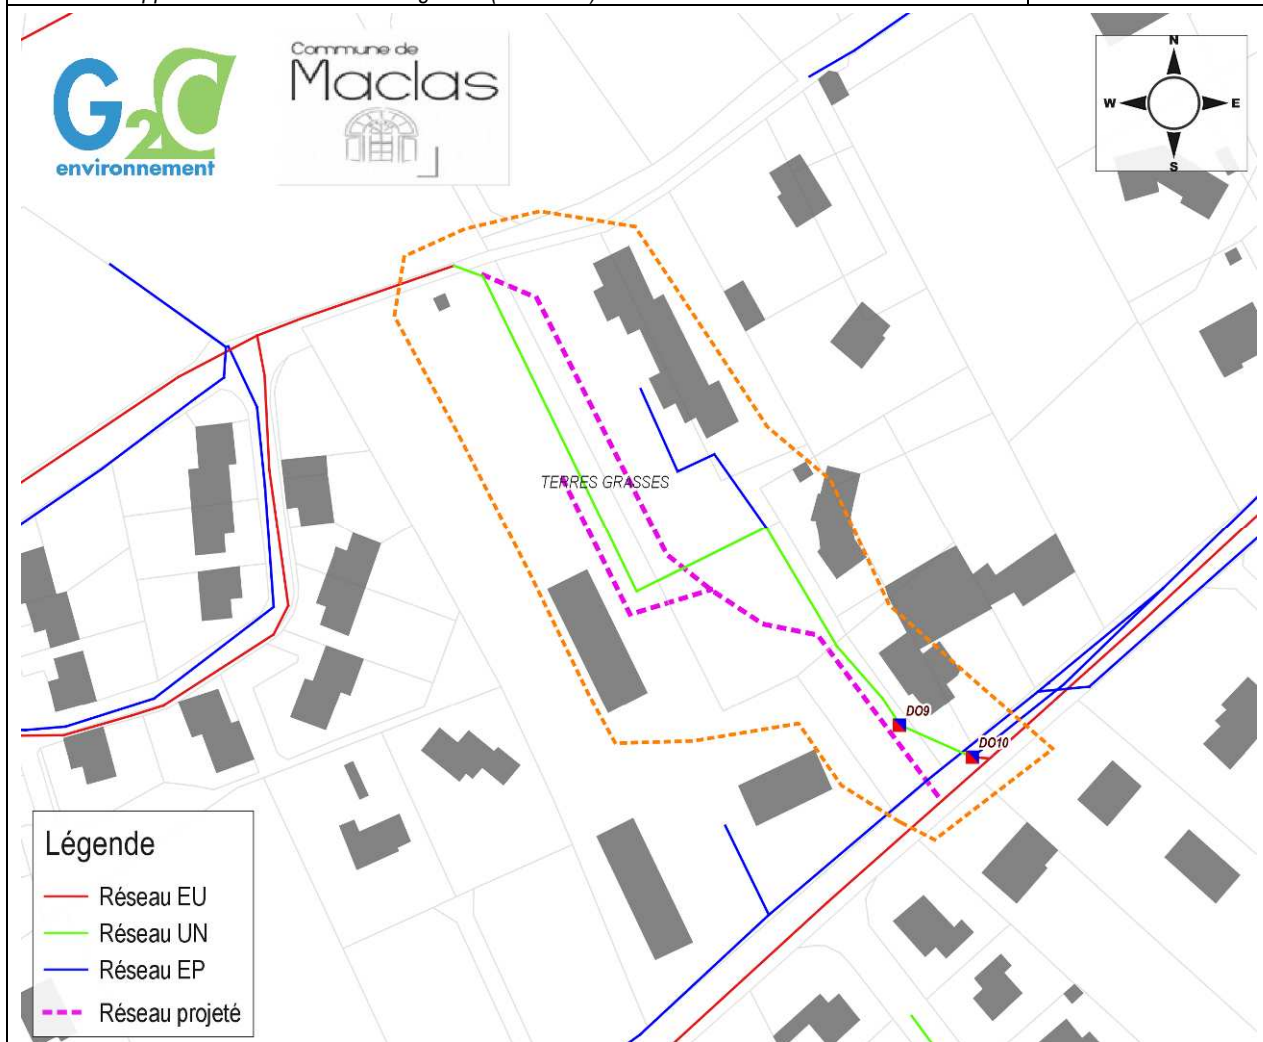 Commune de
Maclas
G2C
environnement
N
W
E
S
TERRES GRASSES
DO9
DO10
Légende
Réseau EU
Réseau UN
Réseau EP
Réseau projeté